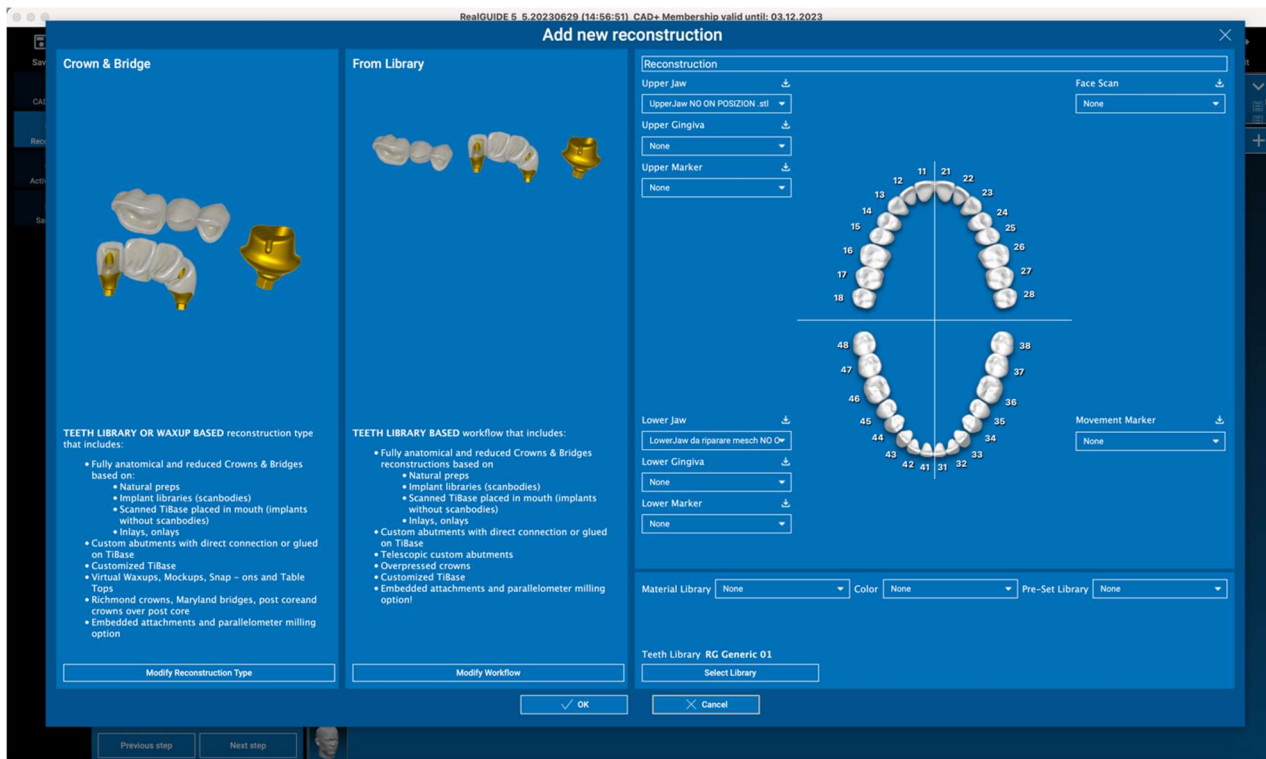 RealGUIDE 5 5.20230629 (14:56:51) CAD+ Membership valid until: 03.12.2023
Add new reconstruction
Crown & Bridge
TEETH LIBRARY OR WAXUP BASED reconstruction type
that includes:
• Fully anatomical and reduced Crowns & Bridges
based on:
• Natural preps
• Implant libraries (scanbodies)
• Scanned TiBase placed in mouth (implants
without scanbodies)
• Inlays, onlays
• Custom abutments with direct connection or glued
on TiBase
• Customized TiBase
• Virtual Waxups, Mockups, Snap – ons and Table
Tops
• Richmond crowns, Maryland bridges, post coreand
crowns over post core
• Embedded attachments and parallelometer milling
option
Modify Reconstruction Type
From Library
TEETH LIBRARY BASED workflow that includes:
• Fully anatomical and reduced Crowns & Bridges
reconstructions based on
• Natural preps
• Implant libraries (scanbodies)
• Scanned TiBase placed in mouth (implants
without scanbodies)
• Inlays, onlays
• Custom abutments with direct connection or glued
on TiBase
• Telescopic custom abutments
• Overpressed crowns
• Customized TiBase
• Embedded attachments and parallelometer milling
option!
Modify Workflow
Reconstruction
Upper Jaw
UpperJaw NO ON POSIZION .stl
Upper Gingiva
None
Upper Marker
None
Face Scan
None
11 21
12 22
13 23
14 24
15 25
16 26
17 27
18 28
48 38
47 37
46 36
45 35
44 34
43 33
42 41 31 32
Lower Jaw
LowerJaw da riparare mesch NO O
Lower Gingiva
None
Lower Marker
None
Movement Marker
None
Material Library None Color None Pre-Set Library None
Teeth Library RG Generic 01
Select Library
OK Cancel
Previous step Next step